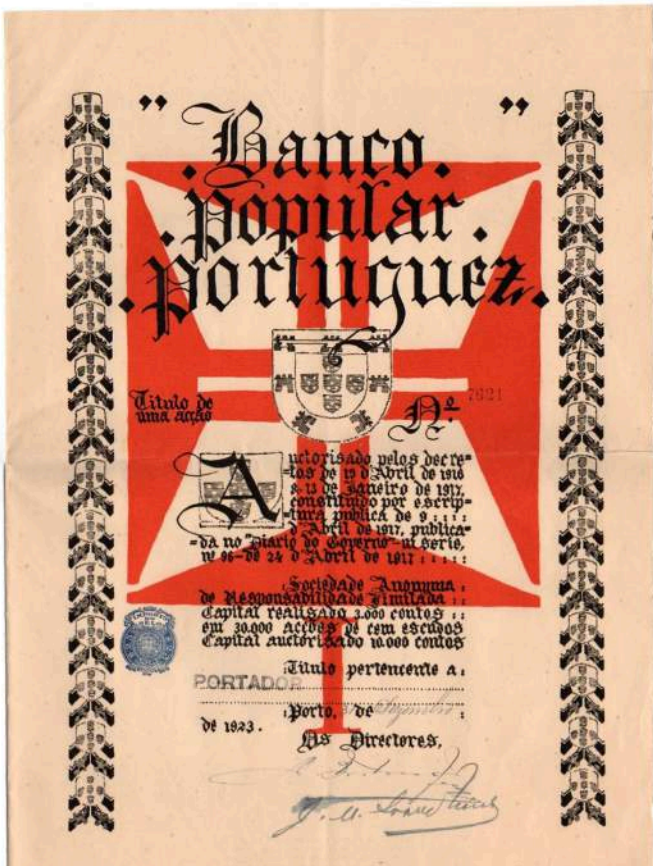 " Banco. "
. Popular .
. Portuguez.
Titulo de
uma acção
Nº 7621
Auctorisado pelos decre=
=tos de 15 d'Abril de 1916
& 13 de Janeiro de 1917,
constituido por escrip=
=tura publica de 9 : : : :
d'Abril de 1917, publica=
=da no "Diario do Governo" - III serie,
nº 96 - de 24 d'Abril de 1917 : : : : :
: Sociedade Anonyma :
de Responsabilidade Limitada : :
Capital realisado 3.000 contos : :
em 30.000 acções de cem escudos
Capital auctorisado 10.000 contos
: Titulo pertencente a :
PORTADOR
: Porto, 31 de Dezembro :
de 1923.
Os Directores,